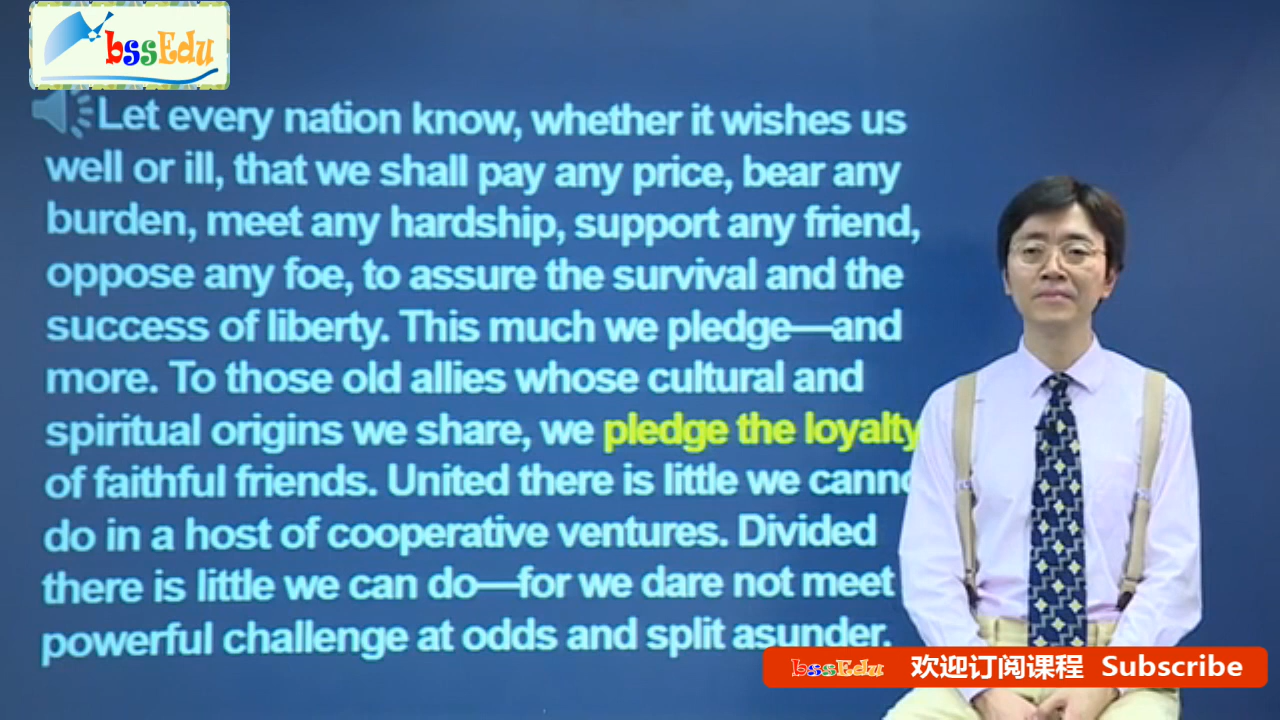 bssEdu
Let every nation know, whether it wishes us
well or ill, that we shall pay any price, bear any
burden, meet any hardship, support any friend,
oppose any foe, to assure the survival and the
success of liberty. This much we pledge—and
more. To those old allies whose cultural and
spiritual origins we share, we pledge the loyalty
of faithful friends. United there is little we canno
do in a host of cooperative ventures. Divided
there is little we can do—for we dare not meet
powerful challenge at odds and split asunder.
bssEdu 欢迎订阅课程 Subscribe